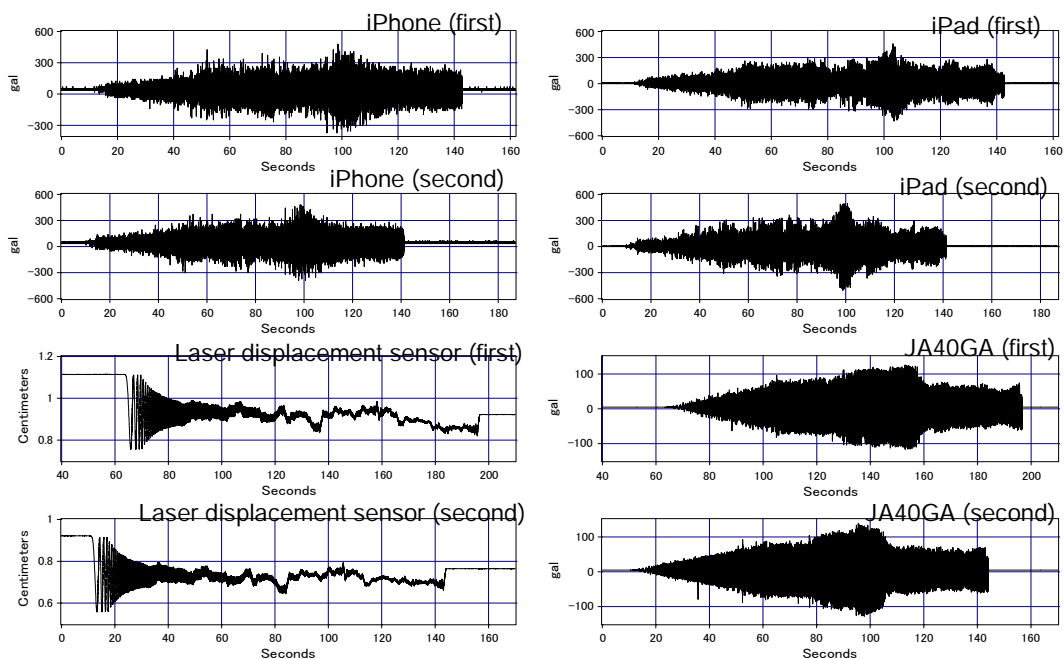 iPhone (first)
gal
600
300
0
-300
0 20 40 60 80 100 120 140 160
Seconds
iPad (first)
gal
600
300
0
-300
-600
0 20 40 60 80 100 120 140 160
Seconds
iPhone (second)
gal
600
300
0
-300
-600
0 20 40 60 80 100 120 140 160 180
Seconds
iPad (second)
gal
600
300
0
-300
-600
0 20 40 60 80 100 120 140 160 180
Seconds
Laser displacement sensor (first)
Centimeters
1.2
1
0.8
40 60 80 100 120 140 160 180 200
Seconds
JA40GA (first)
gal
100
0
-100
40 60 80 100 120 140 160 180 200
Seconds
Laser displacement sensor (second)
Centimeters
1
0.8
0.6
0 20 40 60 80 100 120 140 160
Seconds
JA40GA (second)
gal
100
0
-100
0 20 40 60 80 100 120 140 160
Seconds